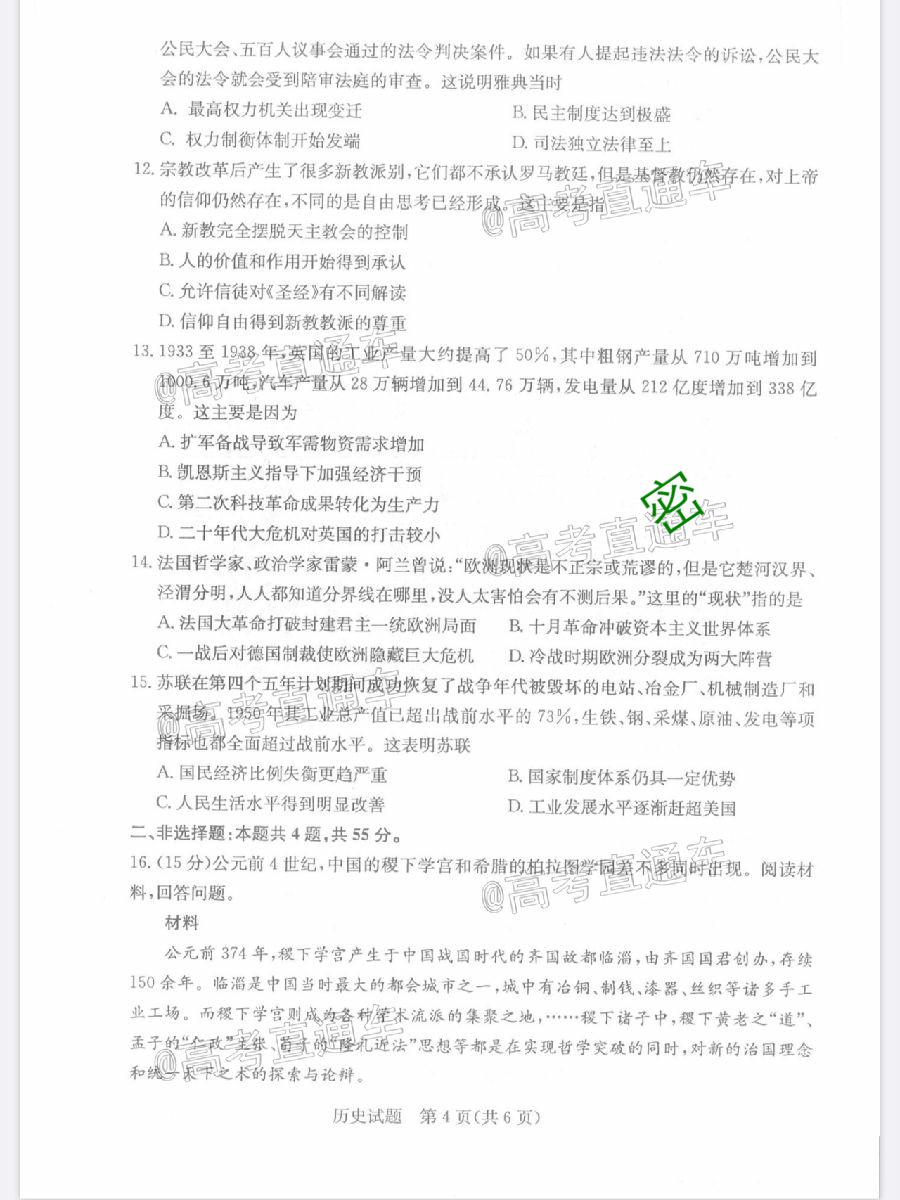 公民大会、五百人议事会通过的法令判决案件。如果有人提起违法法令的诉讼,公民大
会的法令就会受到陪审法庭的审查。这说明雅典当时
A. 最高权力机关出现变迁 B. 民主制度达到极盛
C. 权力制衡体制开始发端 D. 司法独立法律至上
12. 宗教改革后产生了很多新教派别,它们都不承认罗马教廷,但是基督教仍然存在,对上帝
的信仰仍然存在,不同的是自由思考已经形成。这主要是指
A. 新教完全摆脱天主教会的控制
B. 人的价值和作用开始得到承认
C. 允许信徒对《圣经》有不同解读
D. 信仰自由得到新教教派的尊重
13. 1933 至 1938 年,英国的工业产量大约提高了 50%,其中粗钢产量从 710 万吨增加到
1000.6 万吨,汽车产量从 28 万辆增加到 44.76 万辆,发电量从 212 亿度增加到 338 亿
度。这主要是因为
A. 扩军备战导致军需物资需求增加
B. 凯恩斯主义指导下加强经济干预
C. 第二次科技革命成果转化为生产力
D. 二十年代大危机对英国的打击较小
密
14. 法国哲学家、政治学家雷蒙·阿兰曾说:“欧洲现状是不正宗或荒谬的,但是它楚河汉界、
泾渭分明,人人都知道分界线在哪里,没人太害怕会有不测后果。”这里的“现状”指的是
A. 法国大革命打破封建君主一统欧洲局面 B. 十月革命冲破资本主义世界体系
C. 一战后对德国制裁使欧洲隐藏巨大危机 D. 冷战时期欧洲分裂成为两大阵营
15. 苏联在第四个五年计划期间成功恢复了战争年代被毁坏的电站、冶金厂、机械制造厂和
采掘场。1950 年其工业总产值已超出战前水平的 73%,生铁、钢、采煤、原油、发电等项
指标也都全面超过战前水平。这表明苏联
A. 国民经济比例失衡更趋严重 B. 国家制度体系仍具一定优势
C. 人民生活水平得到明显改善 D. 工业发展水平逐渐赶超美国
二、非选择题:本题共 4 题,共 55 分。
16. (15 分)公元前 4 世纪,中国的稷下学宫和希腊的柏拉图学园差不多同时出现。阅读材
料,回答问题。
材料
公元前 374 年,稷下学宫产生于中国战国时代的齐国故都临淄,由齐国国君创办,存续
150 余年。临淄是中国当时最大的都会城市之一,城中有冶铜、制钱、漆器、丝织等诸多手工
业工场。而稷下学宫则成为各种学术流派的集聚之地,……稷下诸子中,稷下黄老之“道”、
孟子的“仁政”主张、荀子的“隆礼近法”思想等都是在实现哲学突破的同时,对新的治国理念
和统一天下之术的探索与论辩。
历史试题 第 4 页(共 6 页)
@高考直通车
@高考直通车
@高考直通车
@高考直通车
@高考直通车
@高考直通车